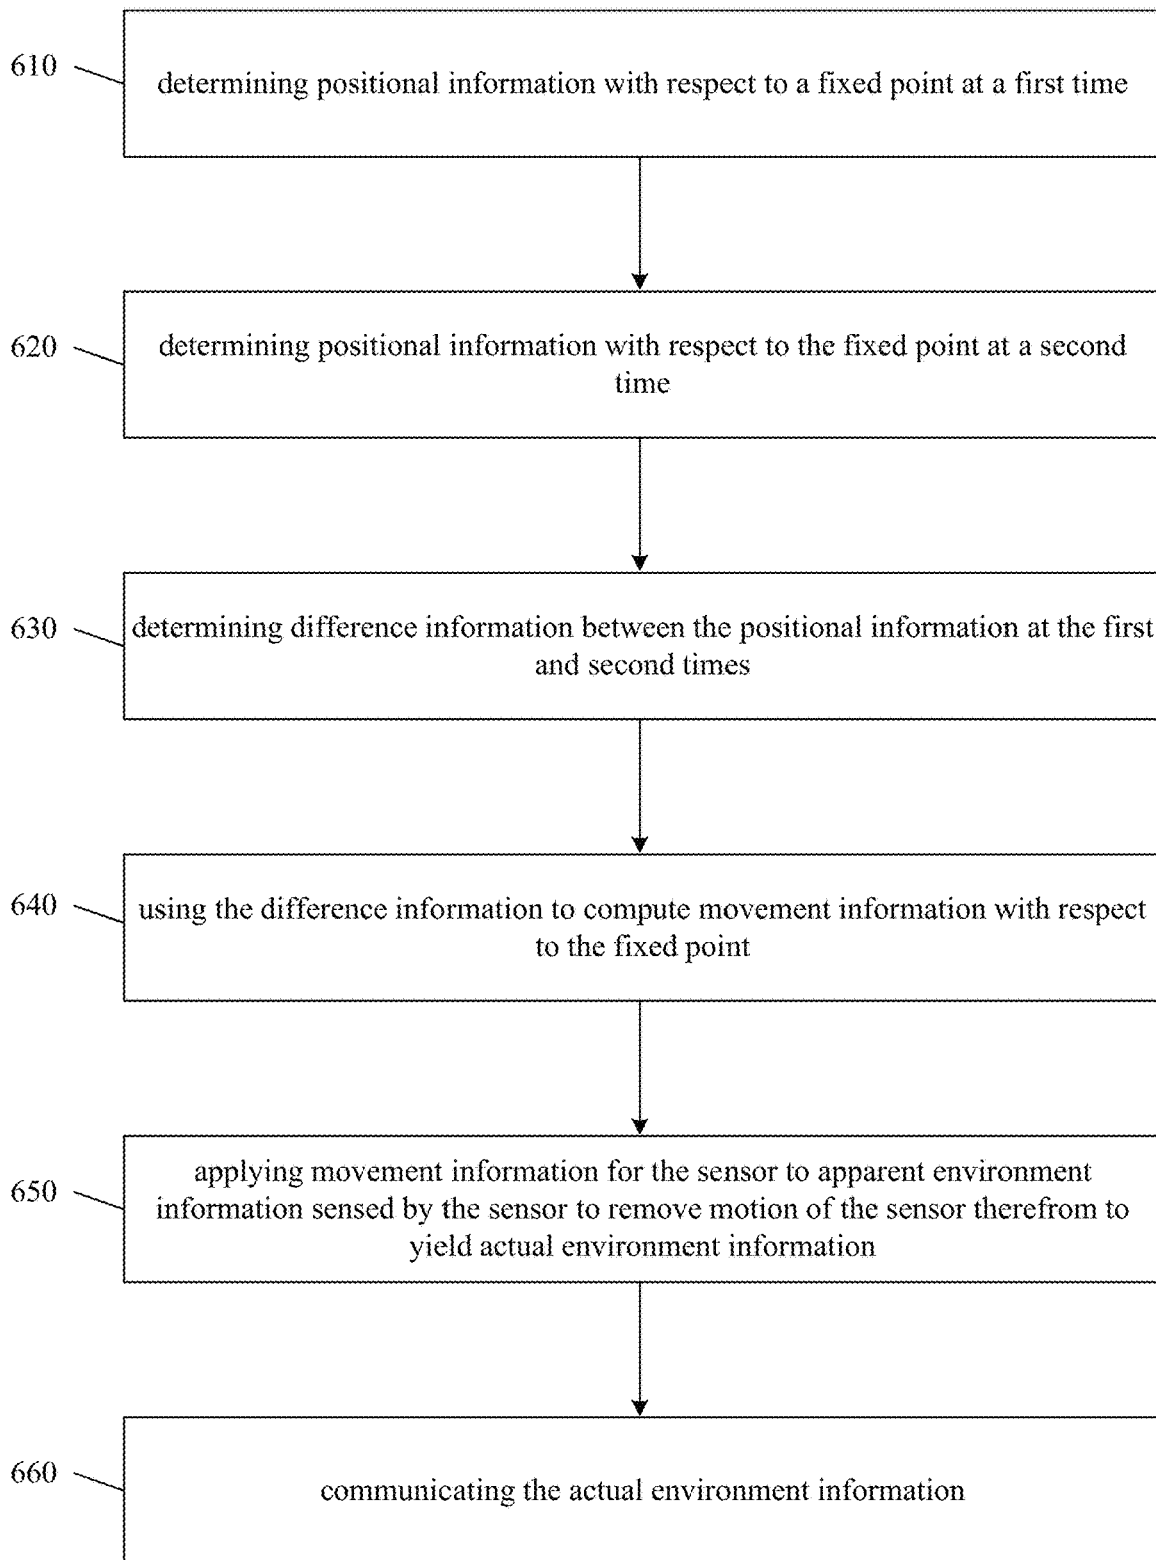 610
determining positional information with respect to a fixed point at a first time
620
determining positional information with respect to the fixed point at a second
time
630
determining difference information between the positional information at the first
and second times
640
using the difference information to compute movement information with respect
to the fixed point
650
applying movement information for the sensor to apparent environment
information sensed by the sensor to remove motion of the sensor therefrom to
yield actual environment information
660
communicating the actual environment information